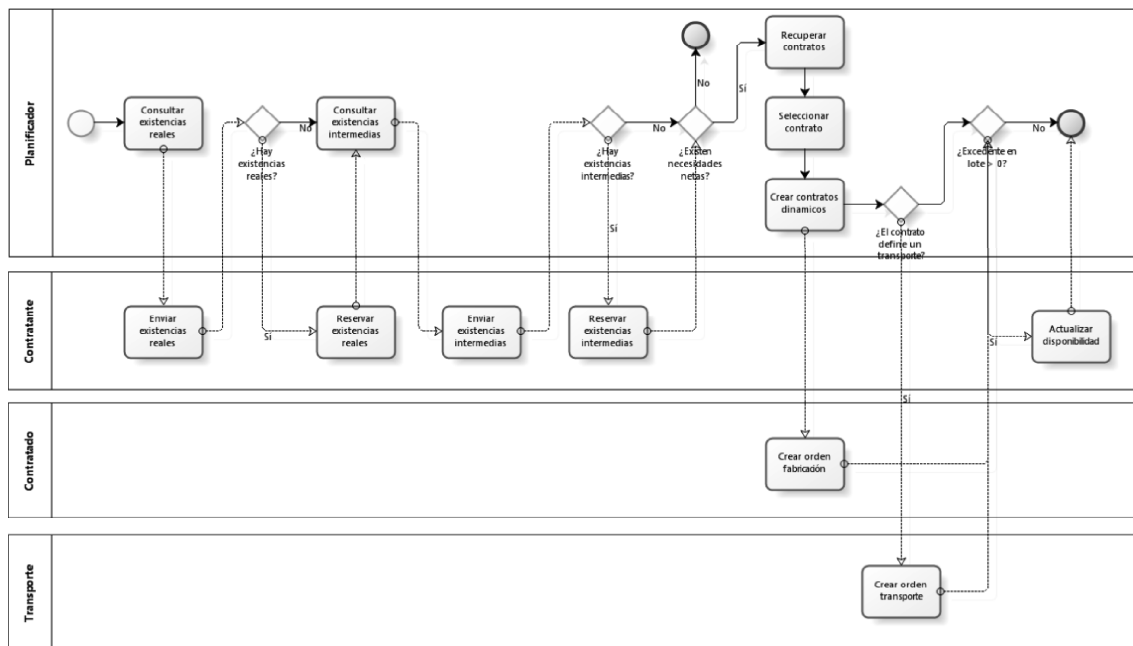 Planificador
Consultar
existencias
reales
No
¿Hay
existencias
reales?
Consultar
existencias
intermedias
¿Hay
existencias
intermedias?
No
Sí
No
¿Existen
necesidades
netas?
Sí
Recuperar
contratos
Seleccionar
contrato
Crear contratos
dinamicos
¿El contrato
define un
transporte?
¿Excedente en
lote > 0?
No
Contratante
Enviar
existencias
reales
Sí
Reservar
existencias
reales
Enviar
existencias
intermedias
Reservar
existencias
intermedias
Sí
Actualizar
disponibilidad
Contratado
Sí
Crear orden
fabricación
Transporte
Crear orden
transporte